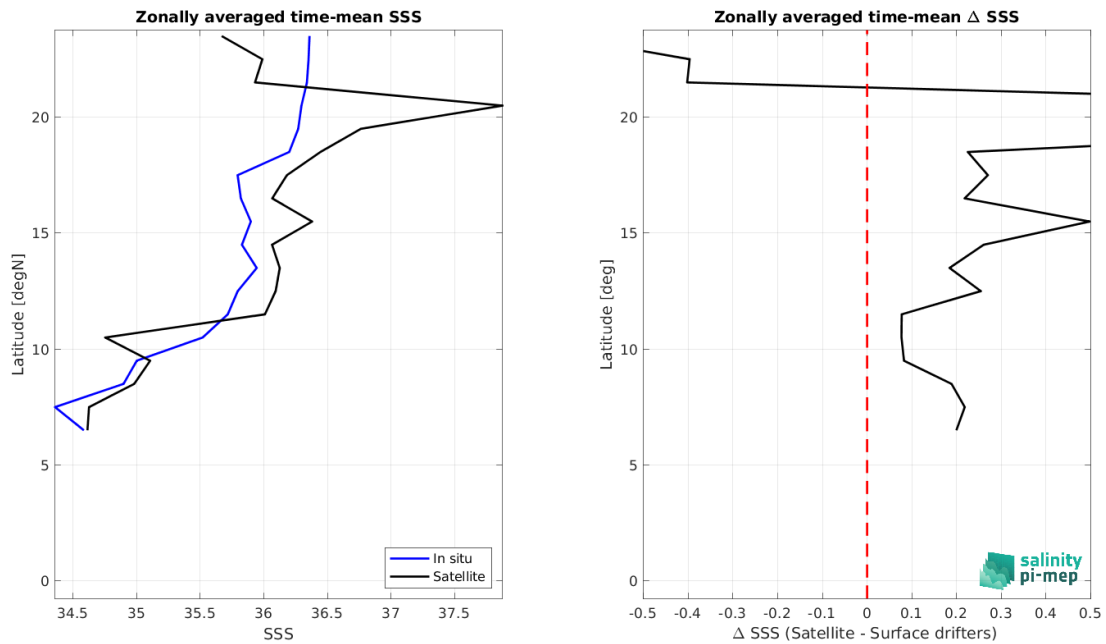 Zonally averaged time-mean SSS
Latitude [degN]
20
15
10
5
0
34.5 35 35.5 36 36.5 37 37.5
SSS
In situ
Satellite
Zonally averaged time-mean Δ SSS
Latitude [deg]
20
15
10
5
0
-0.5 -0.4 -0.3 -0.2 -0.1 0 0.1 0.2 0.3 0.4 0.5
Δ SSS (Satellite - Surface drifters)
salinity
pi-mep